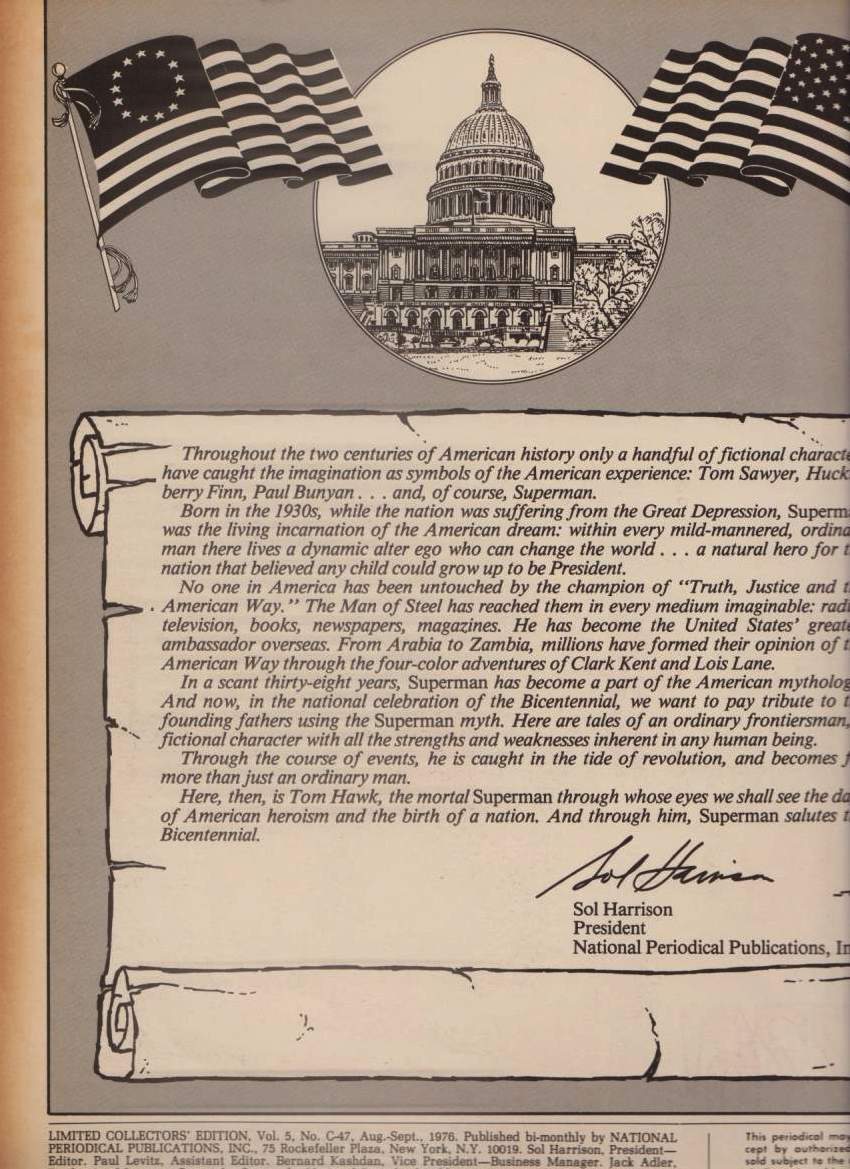 Throughout the two centuries of American history only a handful of fictional characte
have caught the imagination as symbols of the American experience: Tom Sawyer, Huck
berry Finn, Paul Bunyan . . . and, of course, Superman.
Born in the 1930s, while the nation was suffering from the Great Depression, Superm
was the living incarnation of the American dream: within every mild-mannered, ordina
man there lives a dynamic alter ego who can change the world . . . a natural hero for t
nation that believed any child could grow up to be President.
No one in America has been untouched by the champion of “Truth, Justice and t
American Way.” The Man of Steel has reached them in every medium imaginable: radi
television, books, newspapers, magazines. He has become the United States’ greate
ambassador overseas. From Arabia to Zambia, millions have formed their opinion of t
American Way through the four-color adventures of Clark Kent and Lois Lane.
In a scant thirty-eight years, Superman has become a part of the American mytholog
And now, in the national celebration of the Bicentennial, we want to pay tribute to t
founding fathers using the Superman myth. Here are tales of an ordinary frontiersman,
fictional character with all the strengths and weaknesses inherent in any human being.
Through the course of events, he is caught in the tide of revolution, and becomes f
more than just an ordinary man.
Here, then, is Tom Hawk, the mortal Superman through whose eyes we shall see the da
of American heroism and the birth of a nation. And through him, Superman salutes t
Bicentennial.
Sol Harrison
Sol Harrison
President
National Periodical Publications, In
LIMITED COLLECTORS' EDITION, Vol. 5, No. C-47, Aug.-Sept., 1976. Published bi-monthly by NATIONAL
PERIODICAL PUBLICATIONS, INC., 75 Rockefeller Plaza, New York, N.Y. 10019. Sol Harrison, President—
Editor. Paul Levitz, Assistant Editor. Bernard Kashdan, Vice President—Business Manager. Jack Adler,
This periodical may
cept by authorized
sold subject to the